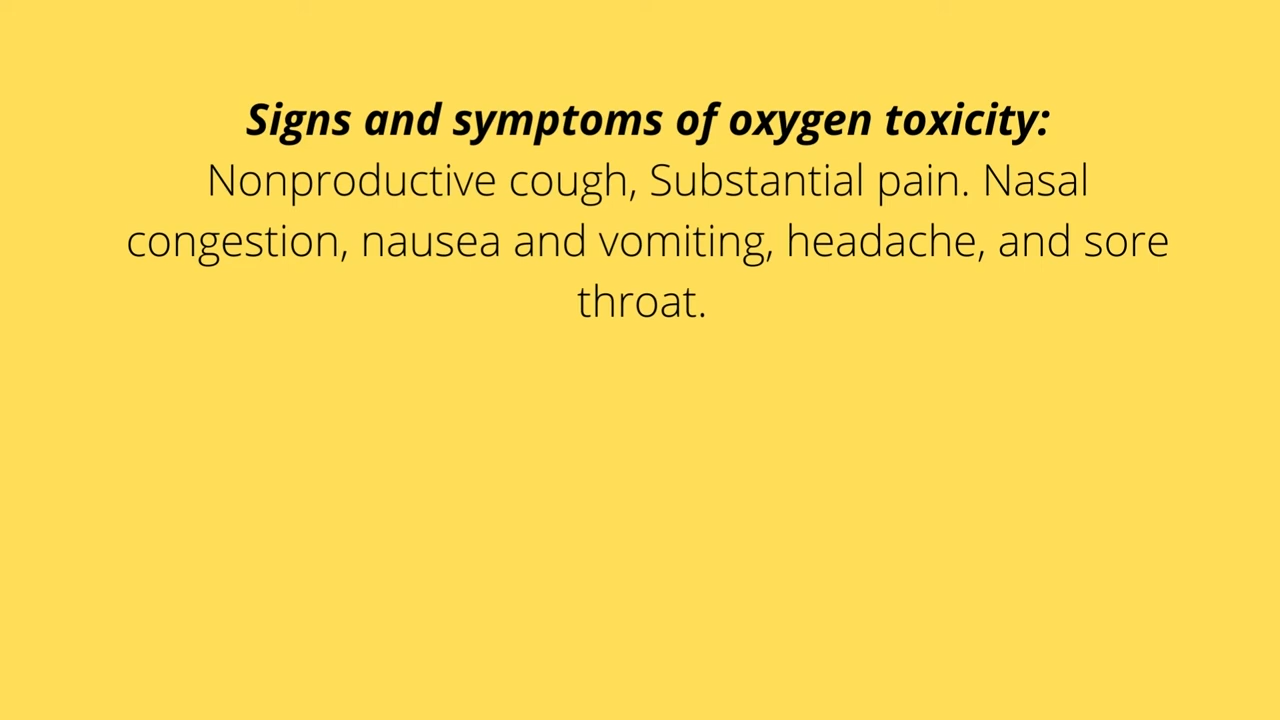 Signs and symptoms of oxygen toxicity:
Nonproductive cough, Substantial pain. Nasal
congestion, nausea and vomiting, headache, and sore
throat.